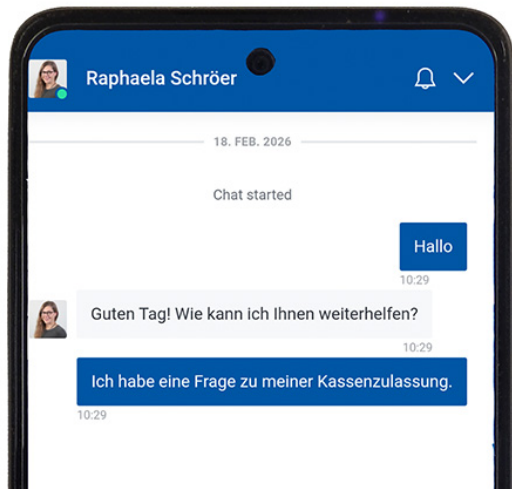 Raphaela Schröer
18. FEB. 2026
Chat started
Hallo
10:29
Guten Tag! Wie kann ich Ihnen weiterhelfen?
10:29
Ich habe eine Frage zu meiner Kassenzulassung.
10:29